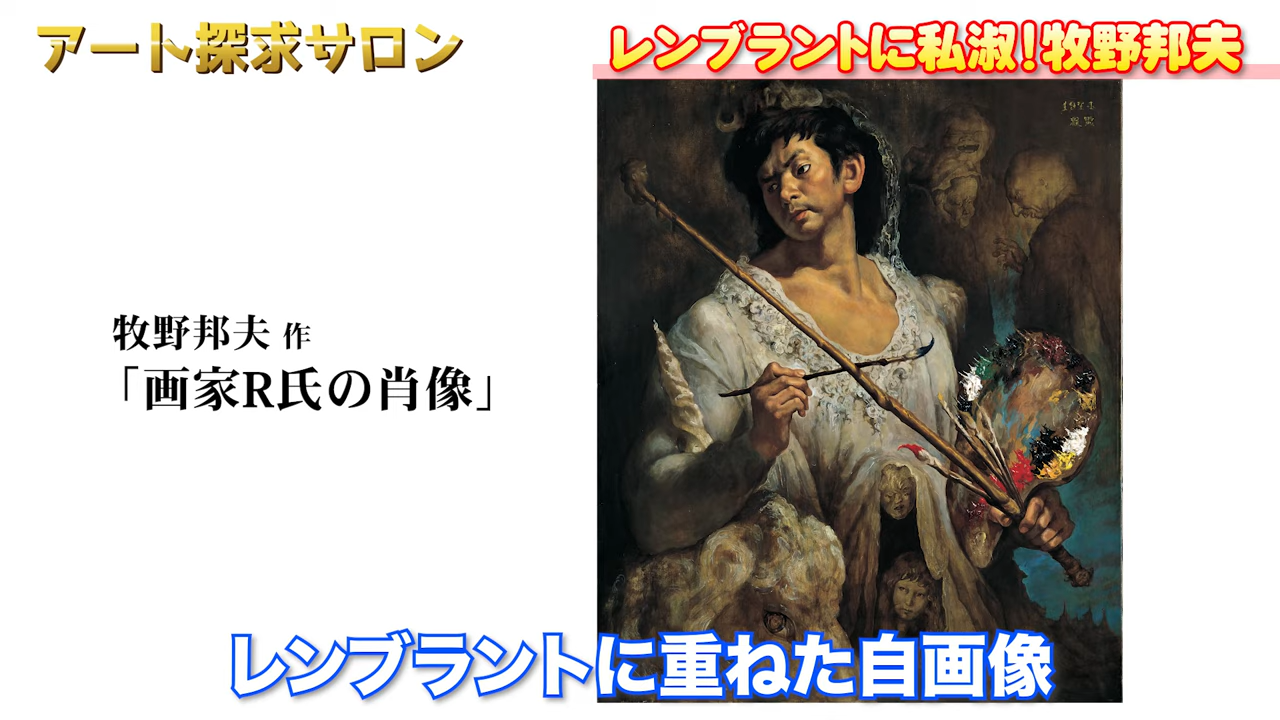 アート探求サロン
レンブラントに私淑!牧野邦夫
牧野邦夫 作
「画家R氏の肖像」
レンブラントに重ねた自画像